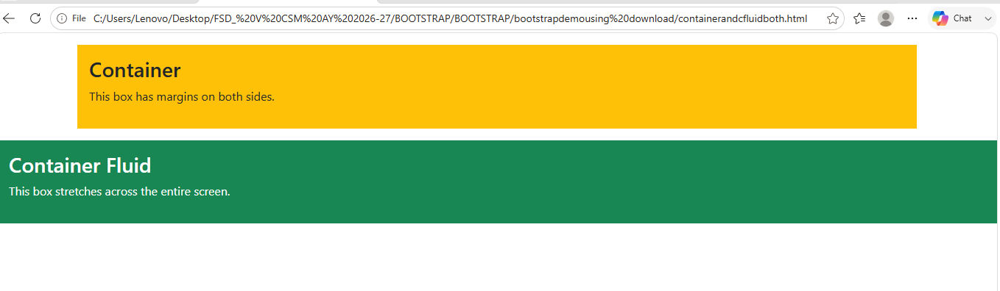 File C:/Users/Lenovo/Desktop/FSD_%20V%20CSM%20AY%202026-27/BOOTSTRAP/BOOTSTRAP/bootstrapdemousing%20download/containerandcfluidboth.html Chat
Container
This box has margins on both sides.
Container Fluid
This box stretches across the entire screen.